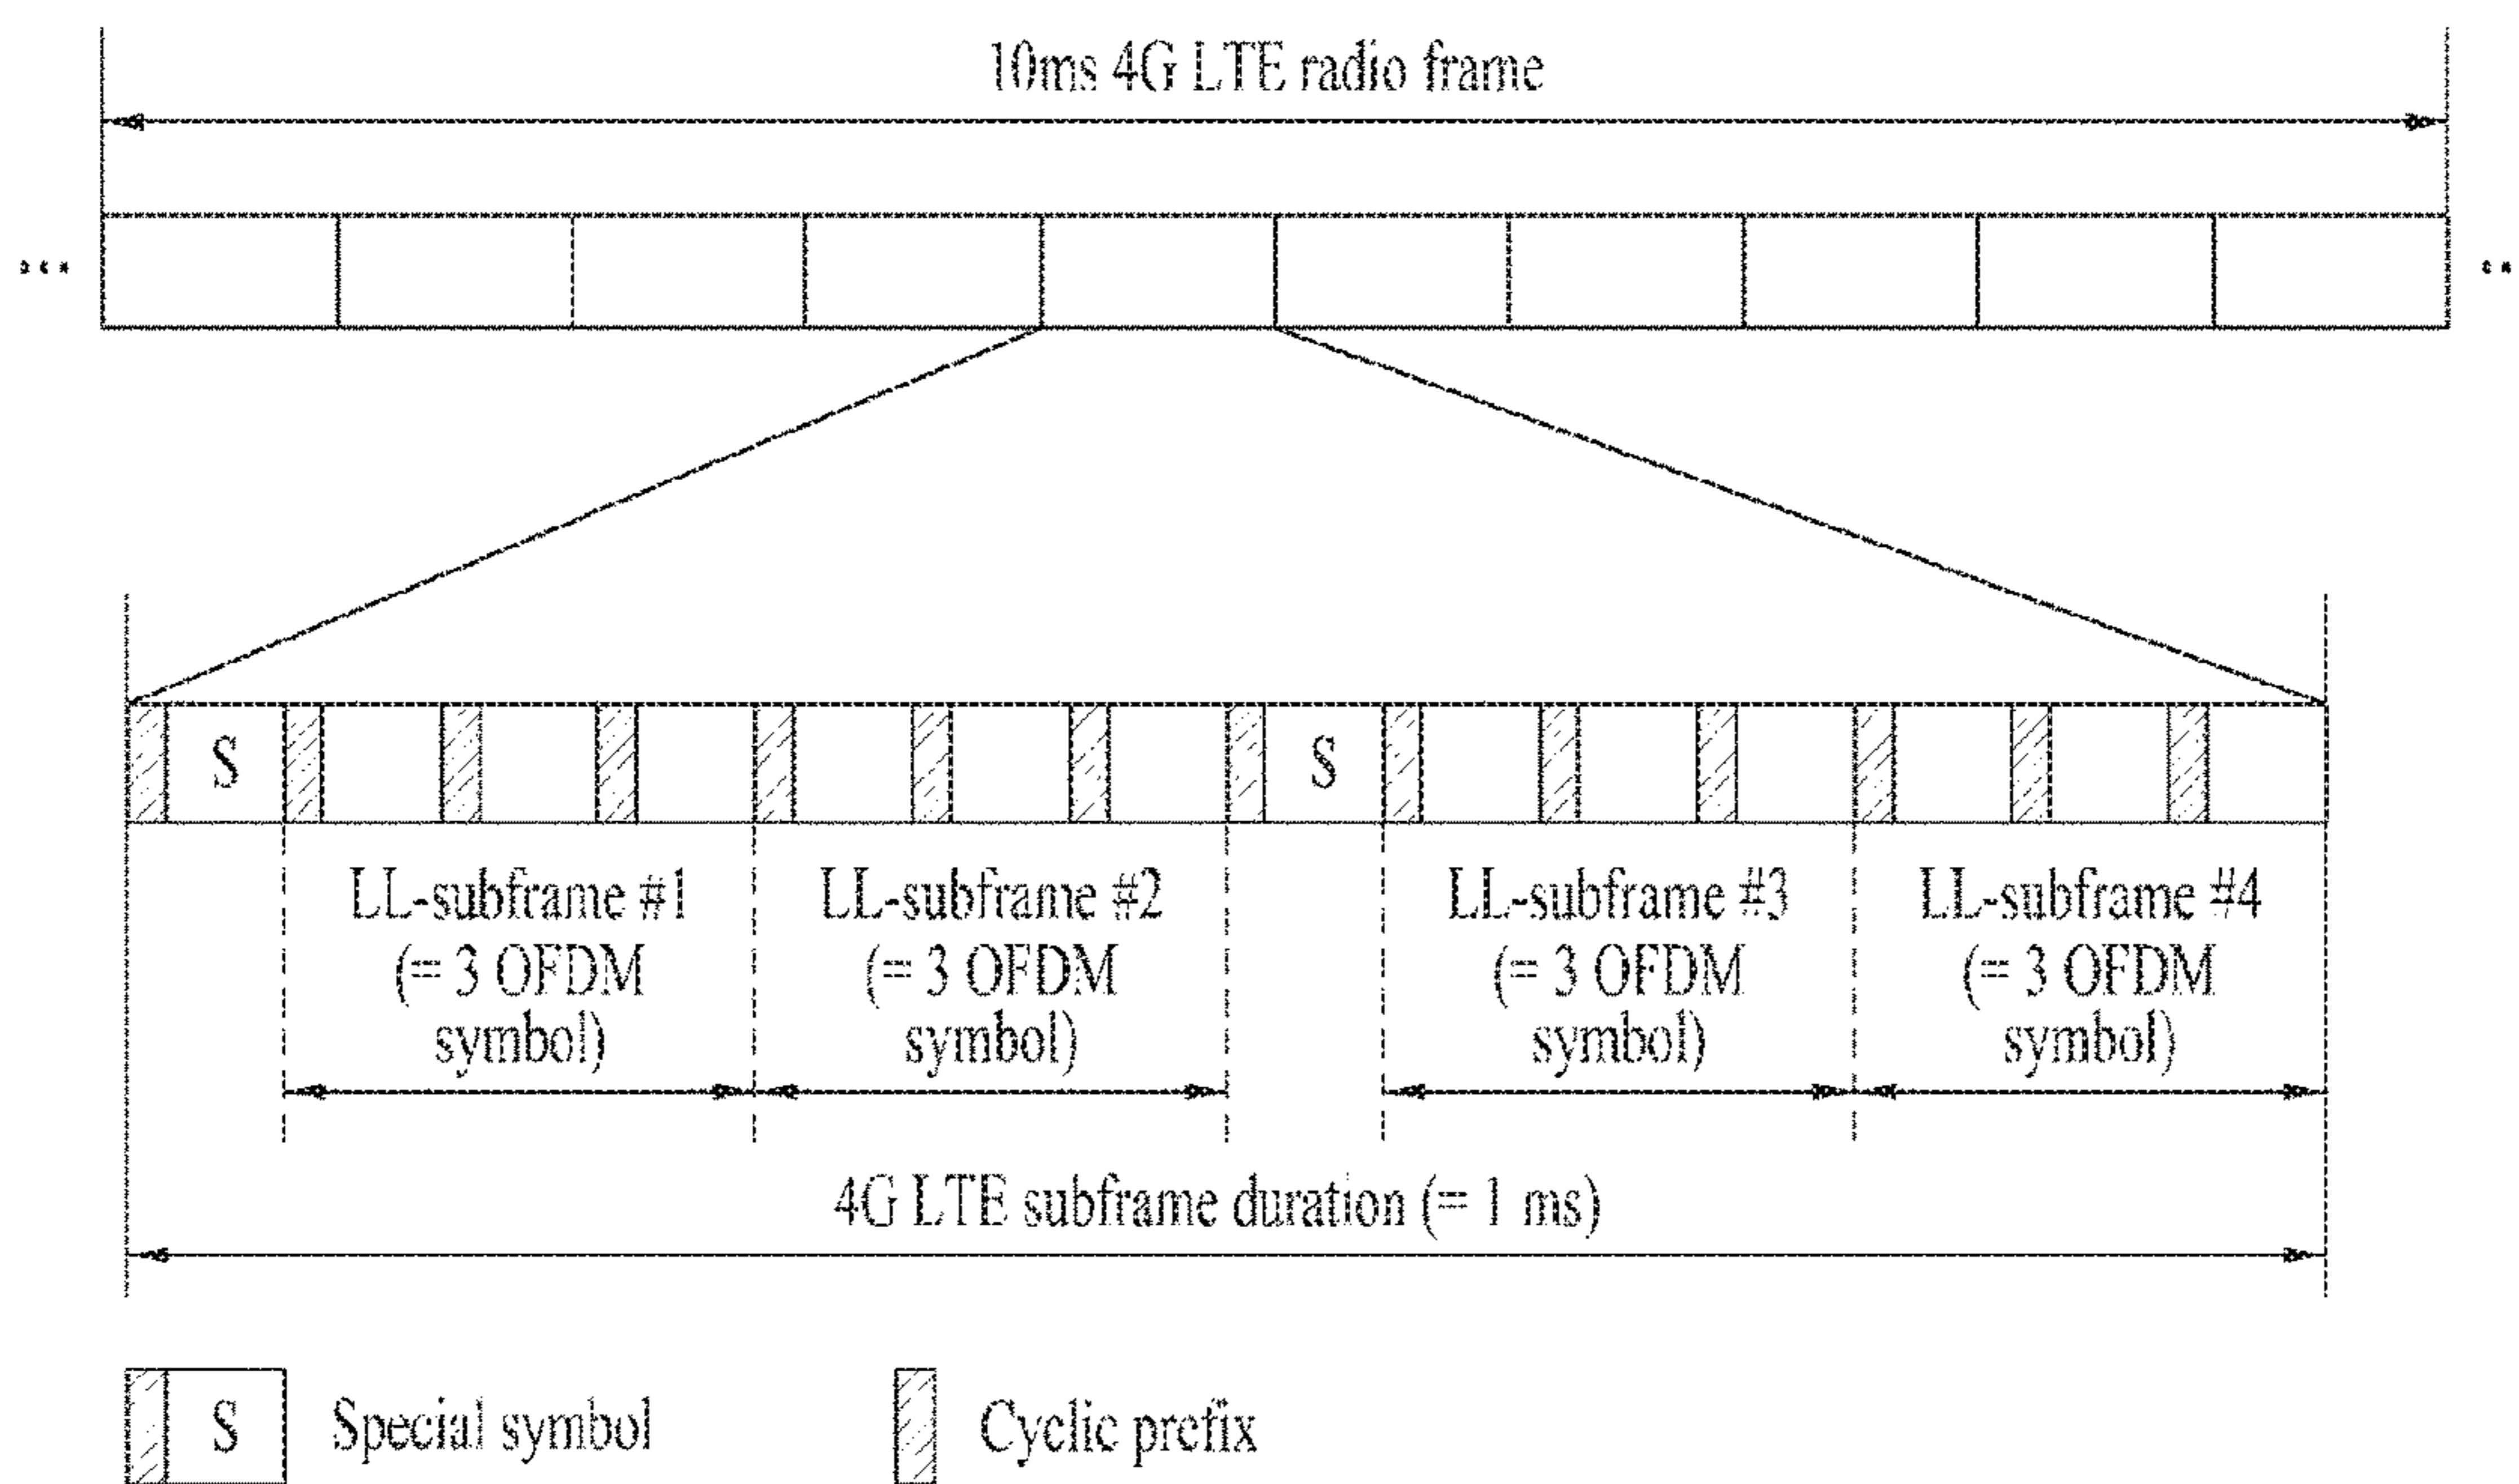 10ms 4G LTE radio frame
S
S
LL-subframe #1
(= 3 OFDM
symbol)
LL-subframe #2
(= 3 OFDM
symbol)
LL-subframe #3
(= 3 OFDM
symbol)
LL-subframe #4
(= 3 OFDM
symbol)
4G LTE subframe duration (= 1 ms)
S
Special symbol
Cyclic prefix